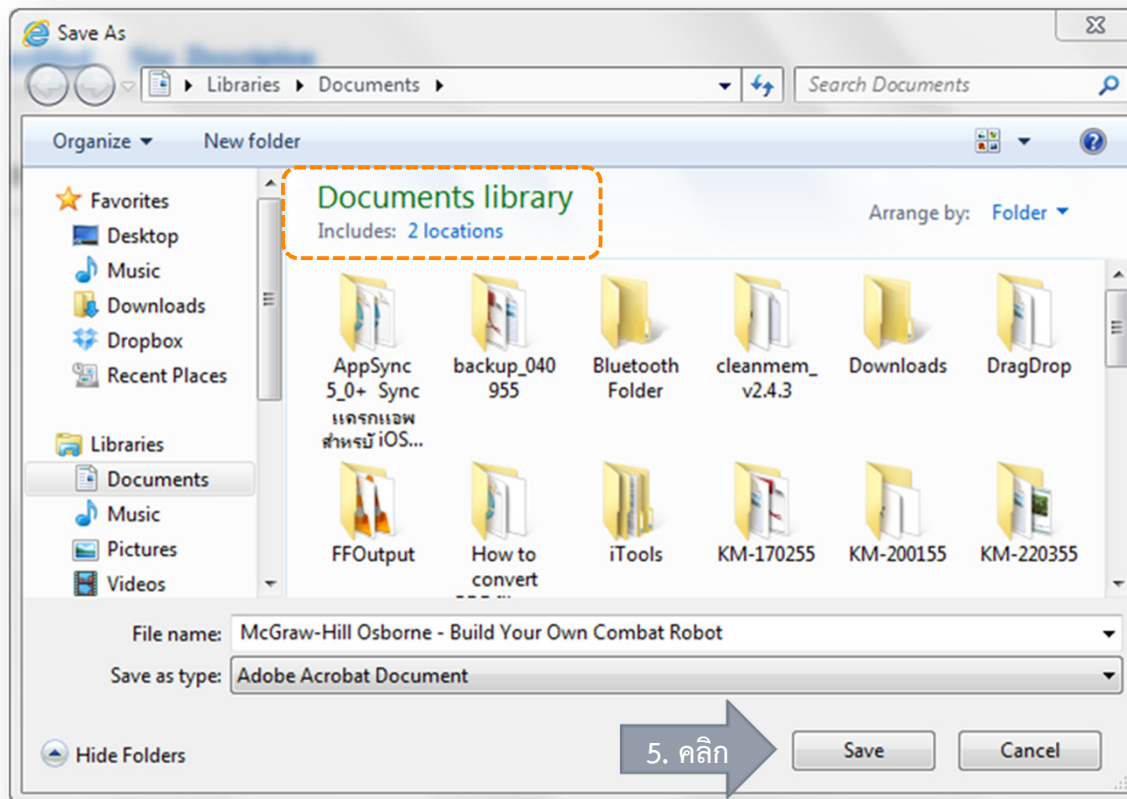 Save As
Libraries Documents
Search Documents
Organize
New folder
Favorites
Desktop
Music
Downloads
Dropbox
Recent Places
Libraries
Documents
Music
Pictures
Videos
Documents library
Includes: 2 locations
Arrange by: Folder
AppSync
5_0+ Sync
แครกแอพ
สำหรบั iOS...
backup_040
955
Bluetooth
Folder
cleanmem_
v2.4.3
Downloads
DragDrop
FFOutput
How to
convert
iTools
KM-170255
KM-200155
KM-220355
File name: McGraw-Hill Osborne - Build Your Own Combat Robot
Save as type: Adobe Acrobat Document
Hide Folders
5. คลิก
Save
Cancel